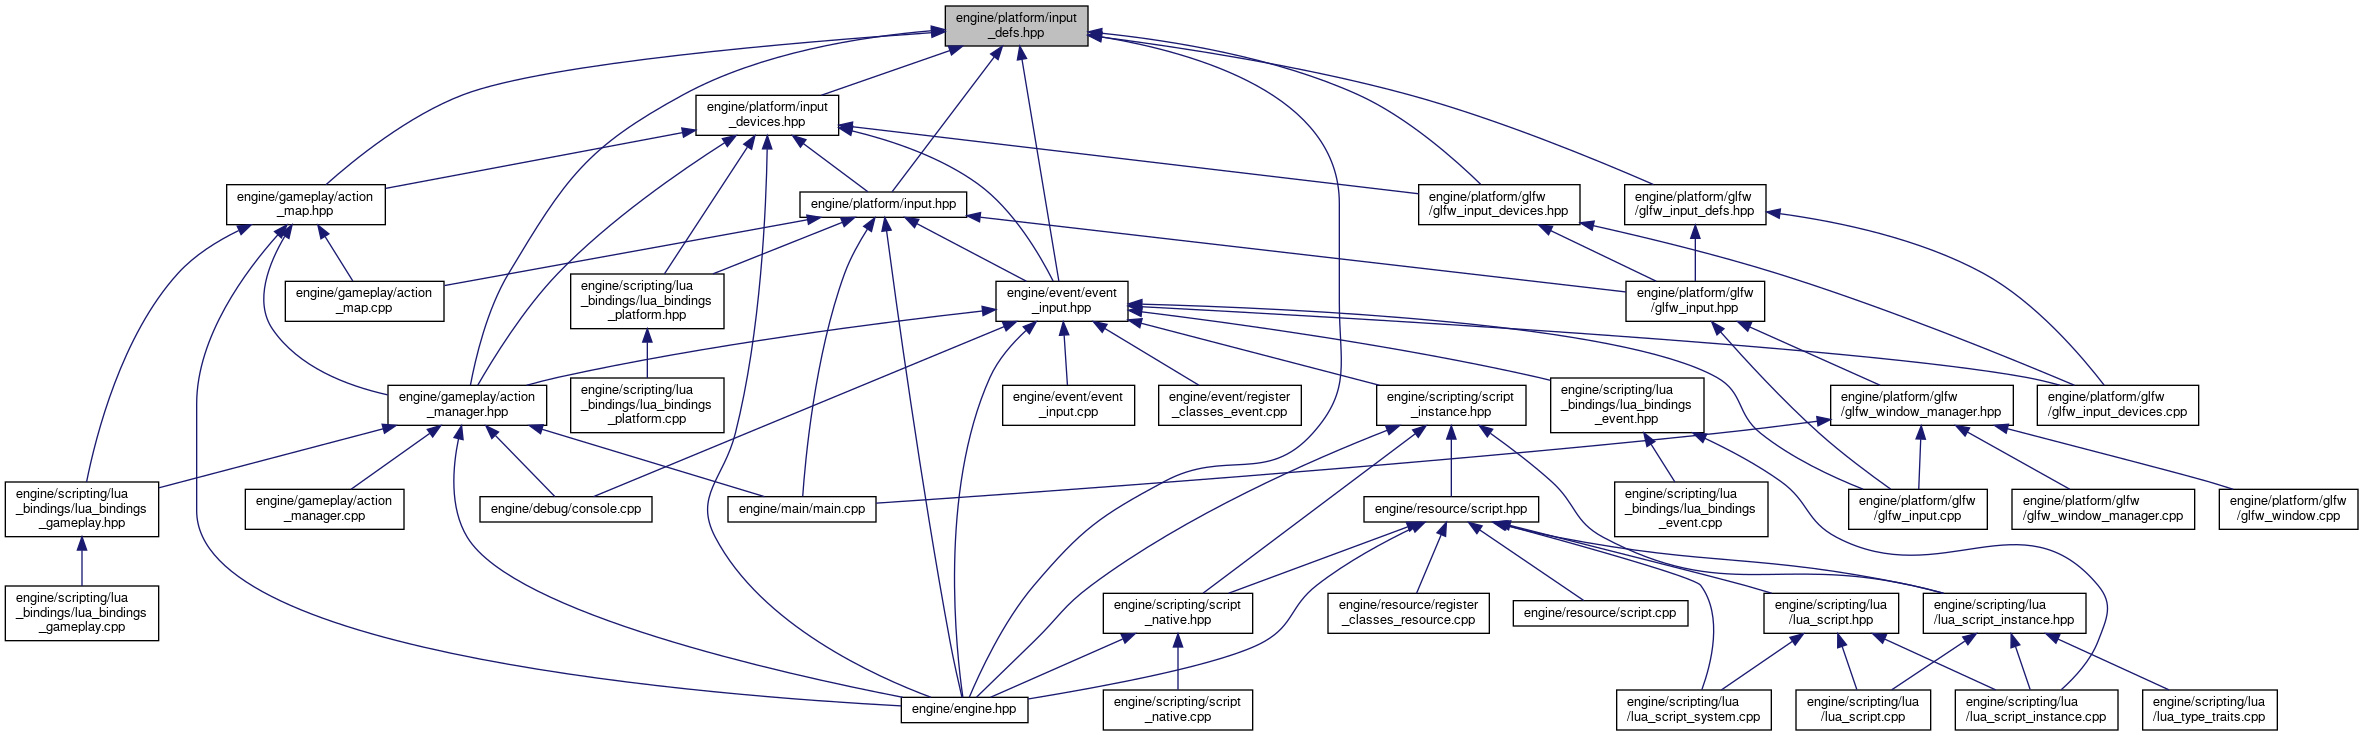 engine/platform/input
_defs.hpp
engine/platform/input
_devices.hpp
engine/gameplay/action
_map.hpp
engine/platform/input.hpp
engine/platform/glfw
/glfw_input_devices.hpp
engine/platform/glfw
/glfw_input_defs.hpp
engine/gameplay/action
_map.cpp
engine/scripting/lua
_bindings/lua_bindings
_platform.hpp
engine/event/event
_input.hpp
engine/platform/glfw
/glfw_input.hpp
engine/gameplay/action
_manager.hpp
engine/scripting/lua
_bindings/lua_bindings
_platform.cpp
engine/event/event
_input.cpp
engine/event/register
_classes_event.cpp
engine/scripting/script
_instance.hpp
engine/scripting/lua
_bindings/lua_bindings
_event.hpp
engine/platform/glfw
/glfw_window_manager.hpp
engine/platform/glfw
/glfw_input_devices.cpp
engine/scripting/lua
_bindings/lua_bindings
_gameplay.hpp
engine/gameplay/action
_manager.cpp
engine/debug/console.cpp
engine/main/main.cpp
engine/resource/script.hpp
engine/scripting/lua
_bindings/lua_bindings
_event.cpp
engine/platform/glfw
/glfw_input.cpp
engine/platform/glfw
/glfw_window_manager.cpp
engine/platform/glfw
/glfw_window.cpp
engine/scripting/lua
_bindings/lua_bindings
_gameplay.cpp
engine/scripting/script
_native.hpp
engine/resource/register
_classes_resource.cpp
engine/resource/script.cpp
engine/scripting/lua
/lua_script.hpp
engine/scripting/lua
/lua_script_instance.hpp
engine/engine.hpp
engine/scripting/script
_native.cpp
engine/scripting/lua
/lua_script_system.cpp
engine/scripting/lua
/lua_script.cpp
engine/scripting/lua
/lua_script_instance.cpp
engine/scripting/lua
/lua_type_traits.cpp